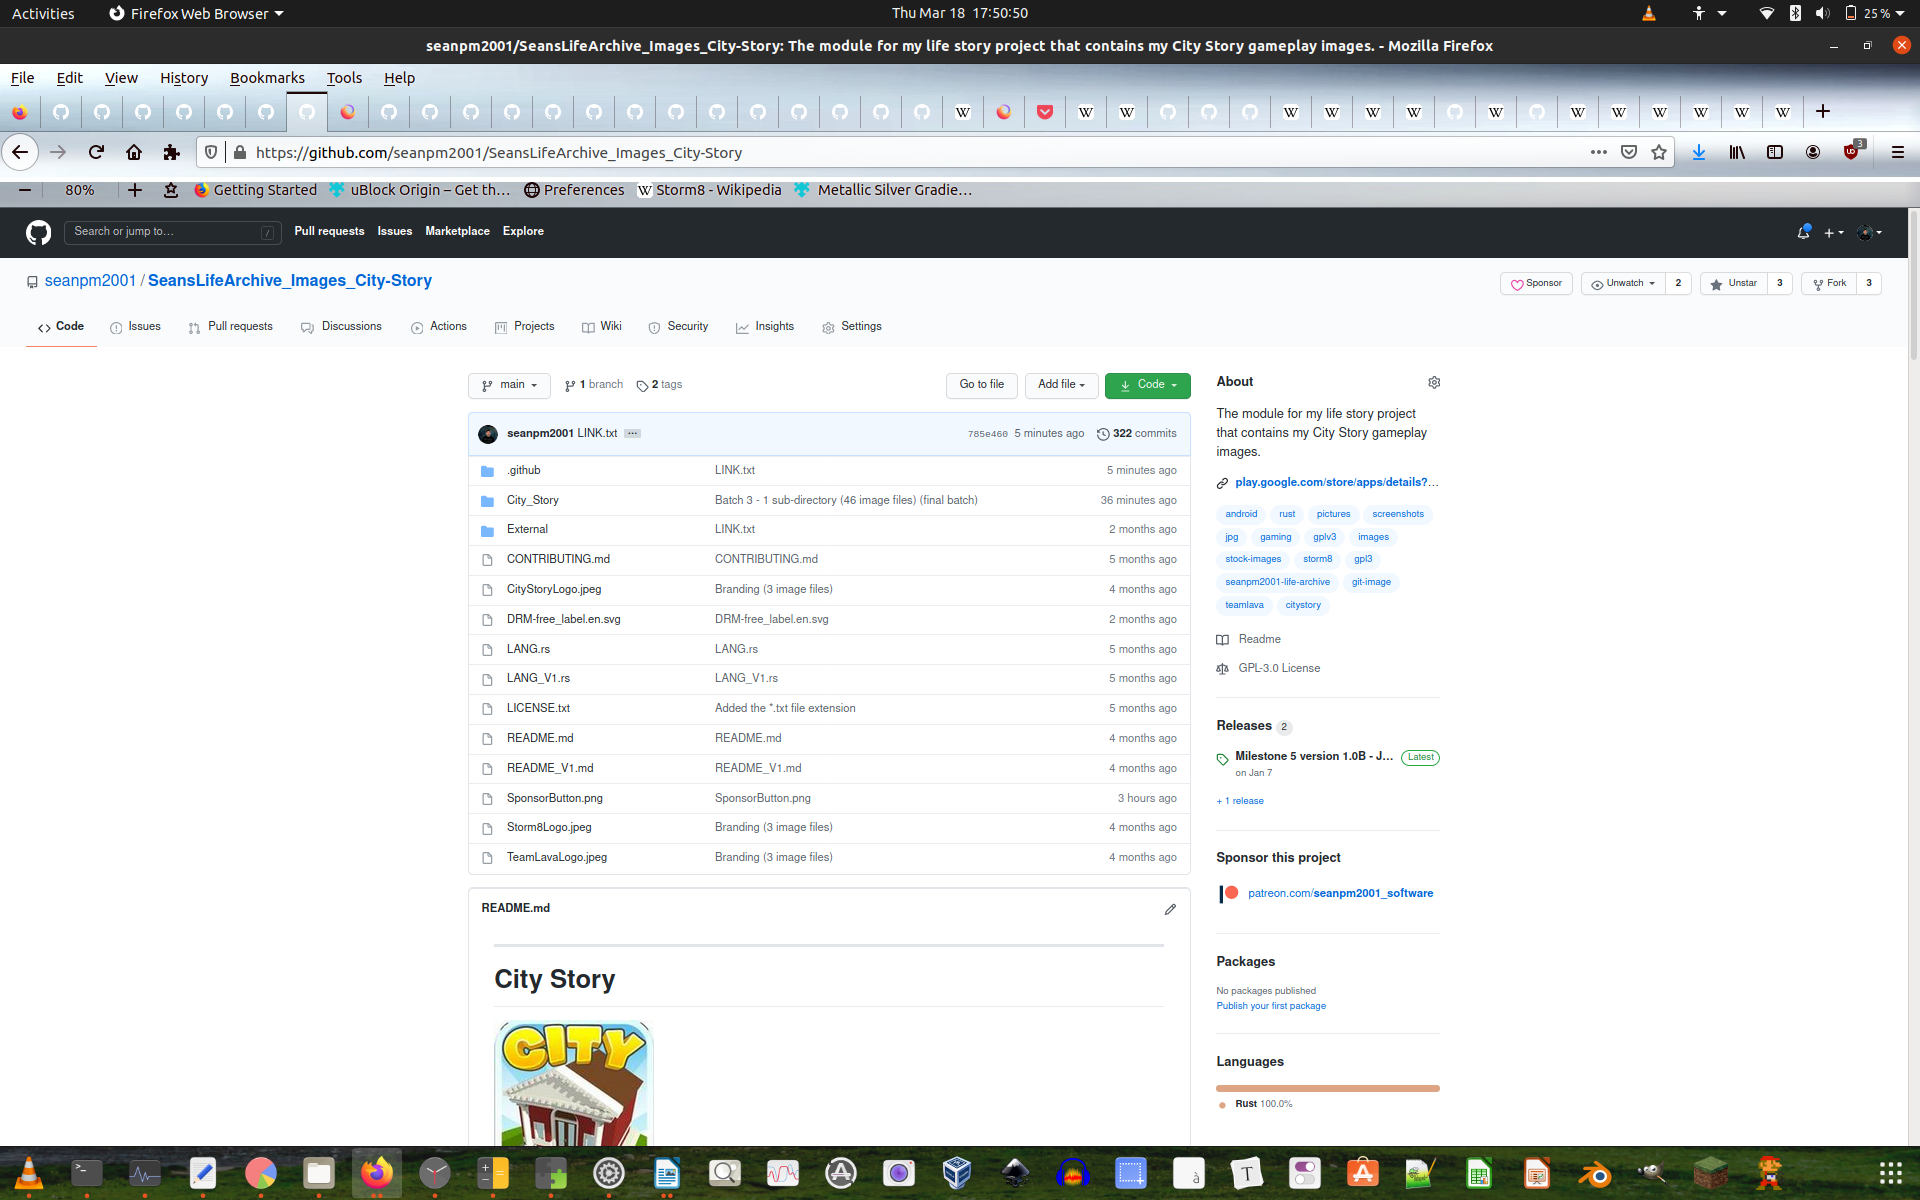 Activities Firefox Web Browser Thu Mar 18 17:50:50 25 %
seanpm2001/SeansLifeArchive_Images_City-Story: The module for my life story project that contains my City Story gameplay images. - Mozilla Firefox
File Edit View History Bookmarks Tools Help
https://github.com/seanpm2001/SeansLifeArchive_Images_City-Story 3
80% Getting Started uBlock Origin – Get th… Preferences Storm8 - Wikipedia Metallic Silver Gradie…
Search or jump to… / Pull requests Issues Marketplace Explore
seanpm2001 / SeansLifeArchive_Images_City-Story Sponsor Unwatch 2 Unstar 3 Fork 3
Code Issues Pull requests Discussions Actions Projects Wiki Security Insights Settings
main 1 branch 2 tags Go to file Add file Code
seanpm2001 LINK.txt ... 785e460 5 minutes ago 322 commits
.github LINK.txt 5 minutes ago
City_Story Batch 3 - 1 sub-directory (46 image files) (final batch) 36 minutes ago
External LINK.txt 2 months ago
CONTRIBUTING.md CONTRIBUTING.md 5 months ago
CityStoryLogo.jpeg Branding (3 image files) 4 months ago
DRM-free_label.en.svg DRM-free_label.en.svg 2 months ago
LANG.rs LANG.rs 5 months ago
LANG_V1.rs LANG_V1.rs 5 months ago
LICENSE.txt Added the *.txt file extension 5 months ago
README.md README.md 4 months ago
README_V1.md README_V1.md 4 months ago
SponsorButton.png SponsorButton.png 3 hours ago
Storm8Logo.jpeg Branding (3 image files) 4 months ago
TeamLavaLogo.jpeg Branding (3 image files) 4 months ago
README.md
City Story
CITY
About
The module for my life story project
that contains my City Story gameplay
images.
play.google.com/store/apps/details?...
android rust pictures screenshots
jpg gaming gplv3 images
stock-images storm8 gpl3
seanpm2001-life-archive git-image
teamlava citystory
Readme
GPL-3.0 License
Releases 2
Milestone 5 version 1.0B - J... Latest
on Jan 7
+ 1 release
Sponsor this project
patreon.com/seanpm2001_software
Packages
No packages published
Publish your first package
Languages
Rust 100.0%